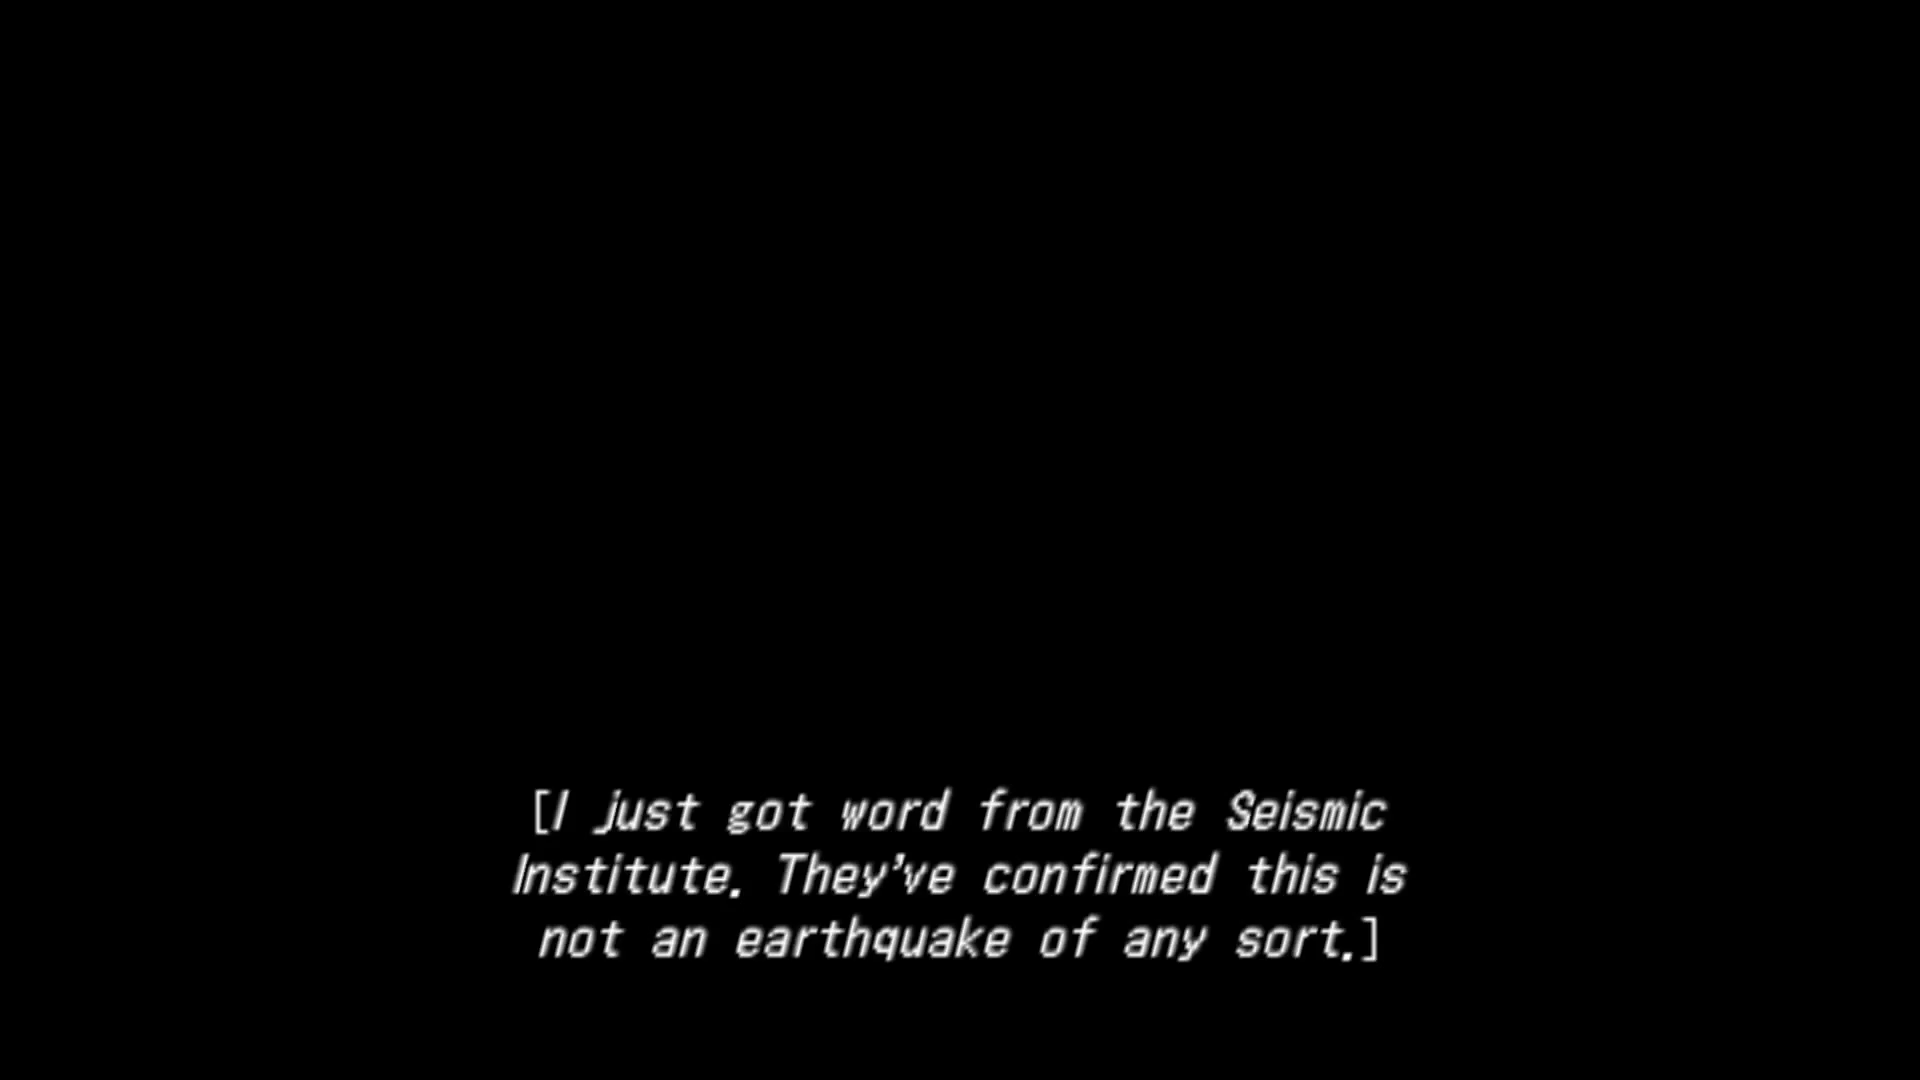 [I just got word from the Seismic
Institute. They've confirmed this is
not an earthquake of any sort.]